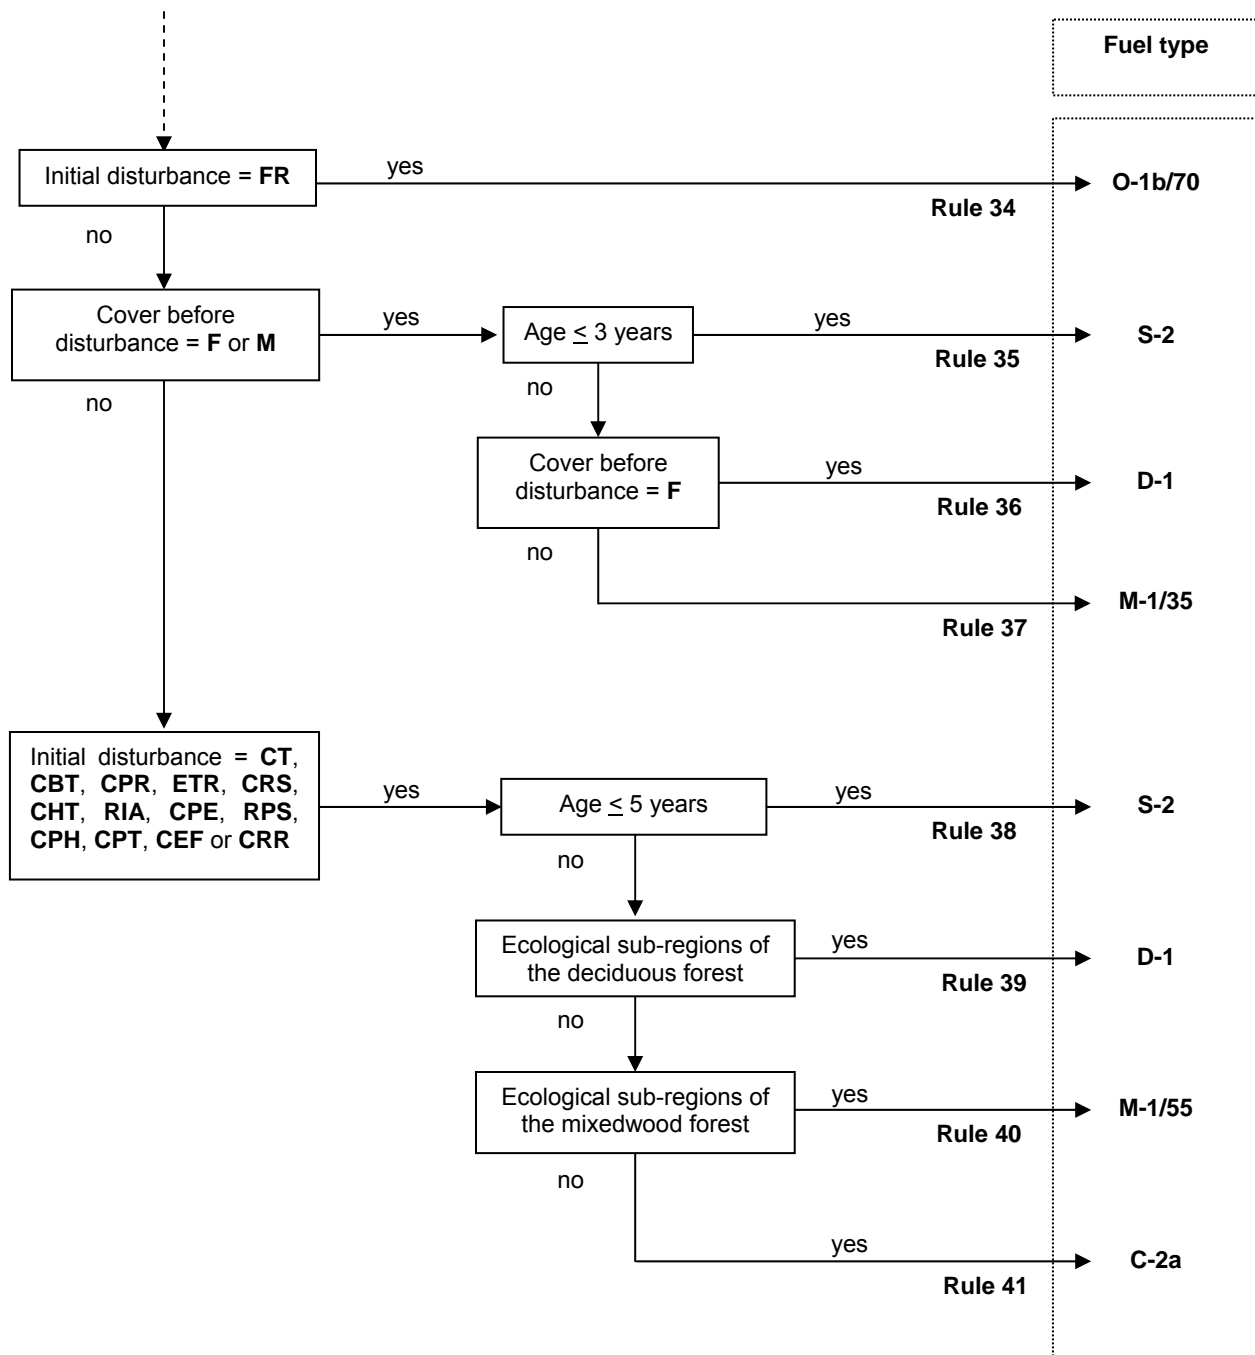 Fuel type
Initial disturbance = FR
yes
Rule 34
O-1b/70
no
Cover before
disturbance = F or M
yes
Age ≤ 3 years
yes
Rule 35
S-2
no
no
Cover before
disturbance = F
yes
Rule 36
D-1
no
Rule 37
M-1/35
Initial disturbance = CT,
CBT, CPR, ETR, CRS,
CHT, RIA, CPE, RPS,
CPH, CPT, CEF or CRR
yes
Age ≤ 5 years
yes
Rule 38
S-2
no
Ecological sub-regions of
the deciduous forest
yes
Rule 39
D-1
no
Ecological sub-regions of
the mixedwood forest
yes
Rule 40
M-1/55
no
yes
Rule 41
C-2a